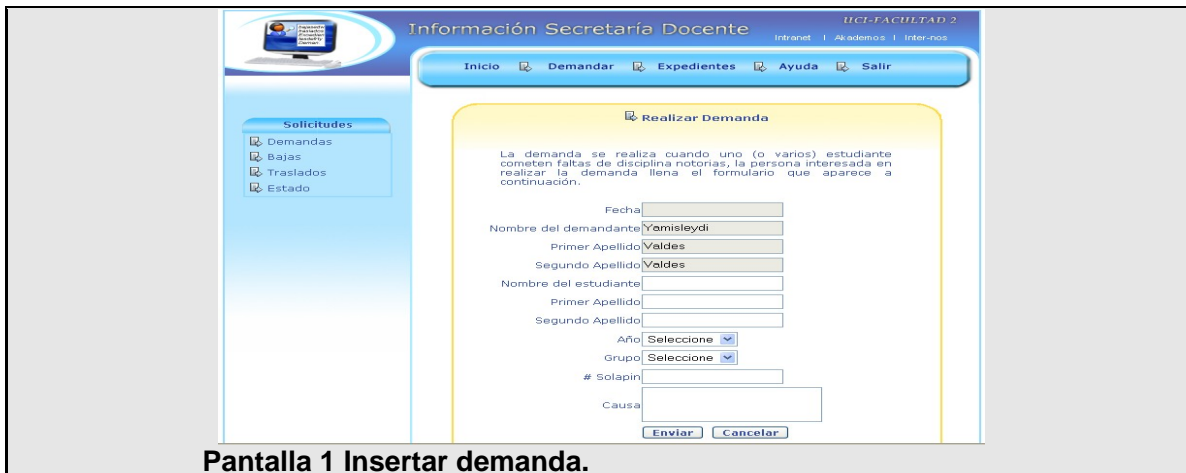 UCI-FACULTAD 2
Información Secretaría Docente
Intranet | Akademos | Inter-nos
Inicio Demandar Expedientes Ayuda Salir
Solicitudes
Demandas
Bajas
Traslados
Estado
Realizar Demanda
La demanda se realiza cuando uno (o varios) estudiante
cometen faltas de disciplina notorias, la persona interesada en
realizar la demanda llena el formulario que aparece a
continuación.
Fecha
Nombre del demandante Yamisleydi
Primer Apellido Valdes
Segundo Apellido Valdes
Nombre del estudiante
Primer Apellido
Segundo Apellido
Año Seleccione
Grupo Seleccione
# Solapin
Causa
Enviar Cancelar
Pantalla 1 Insertar demanda.